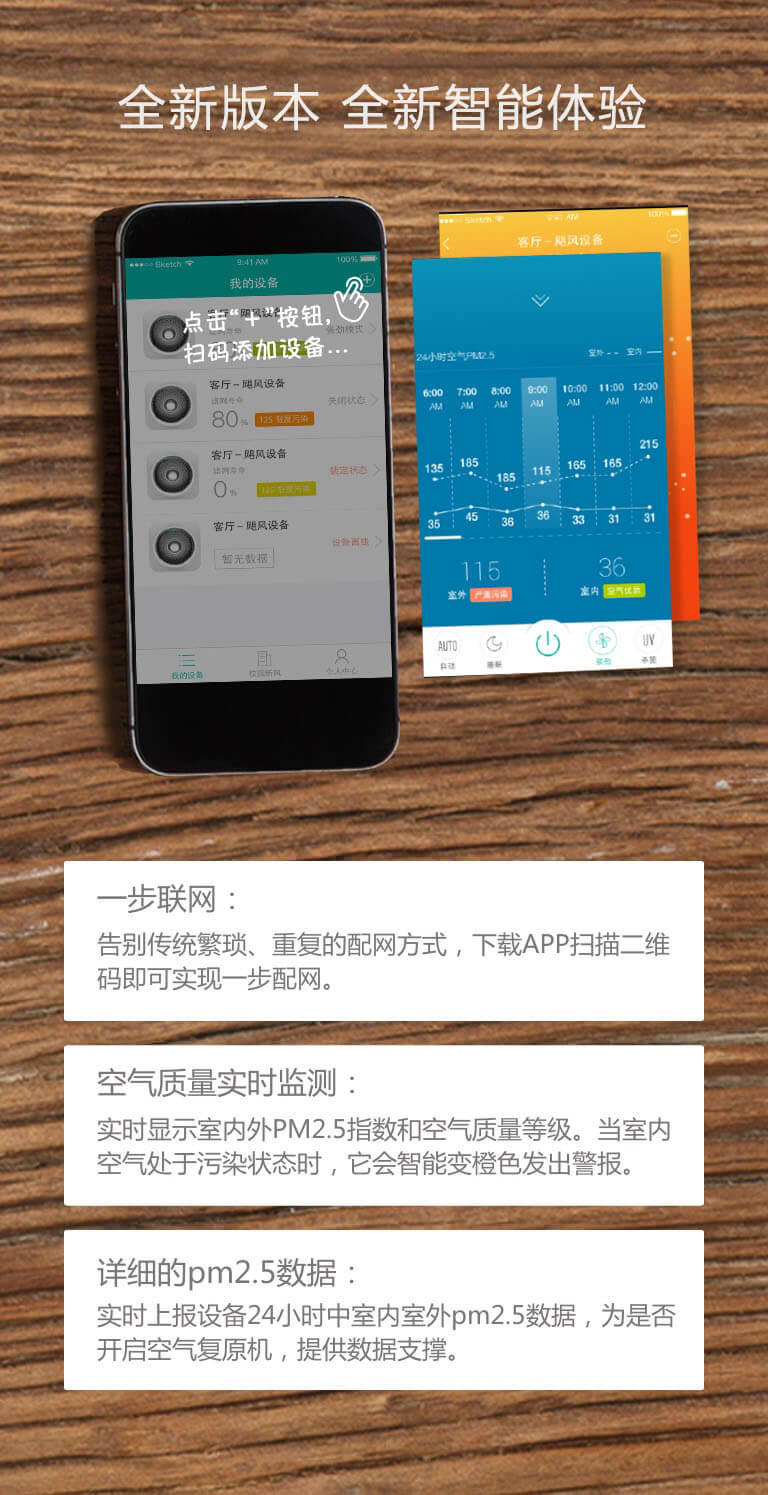 全新版本 全新智能体验
Sketch 9:41 AM 100%
我的设备
点击“+”按钮,
扫码添加设备...
强劲模式
客厅－飓风设备
滤网寿命
关闭状态
80% 125 轻度污染
客厅－飓风设备
滤网寿命
锁定状态
0%
客厅－飓风设备
设备离线
暂无数据
我的设备 校园新风 个人中心
Sketch 9:41 AM 100%
客厅－飓风设备
24小时空气PM2.5 室外 室内
6:00 7:00 8:00 9:00 10:00 11:00 12:00
AM AM AM AM AM AM AM
135 185 185 115 165 165 215
35 45 36 36 33 31 31
115 36
室外 严重污染 室内 空气优质
AUTO UV
自动 睡眠 杀菌
一步联网：
告别传统繁琐、重复的配网方式，下载APP扫描二维
码即可实现一步配网。
空气质量实时监测：
实时显示室内外PM2.5指数和空气质量等级。当室内
空气处于污染状态时，它会智能变橙色发出警报。
详细的pm2.5数据：
实时上报设备24小时中室内室外pm2.5数据，为是否
开启空气复原机，提供数据支撑。